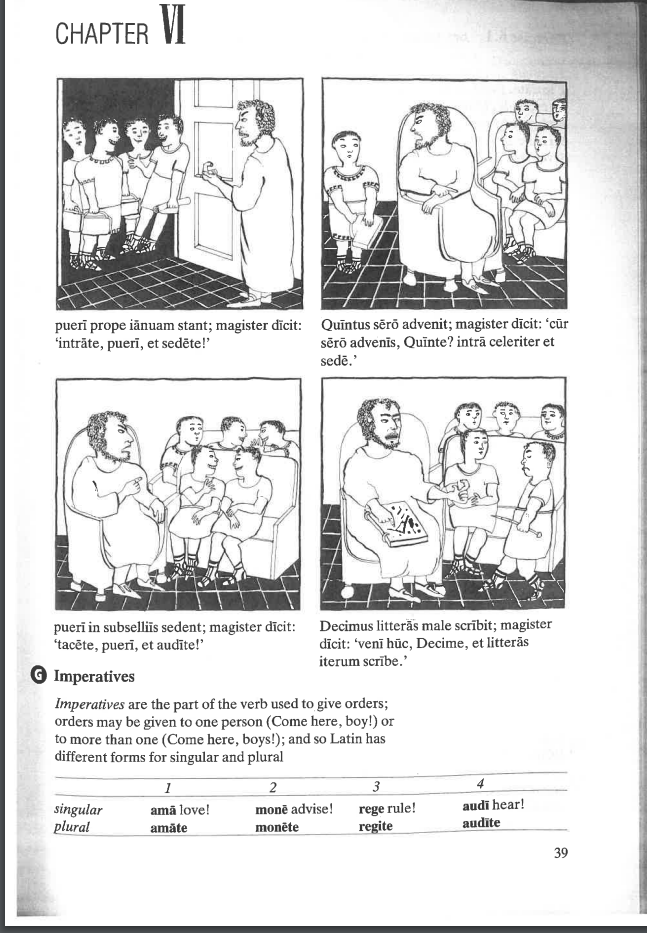 CHAPTER VI
puerī prope iānuam stant; magister dīcit:
‘intrāte, puerī, et sedēte!’
Quīntus sērō advenit; magister dīcit: ‘cūr
sērō advenīs, Quīnte? intrā celeriter et
sedē.’
puerī in subselliīs sedent; magister dīcit:
‘tacēte, puerī, et audīte!’
Decimus litterās male scrībit; magister
dīcit: ‘venī hūc, Decime, et litterās
iterum scrībe.’
G Imperatives
Imperatives are the part of the verb used to give orders;
orders may be given to one person (Come here, boy!) or
to more than one (Come here, boys!); and so Latin has
different forms for singular and plural
1 2 3 4
singular amā love! monē advise! rege rule! audī hear!
plural amāte monēte regite audīte
39